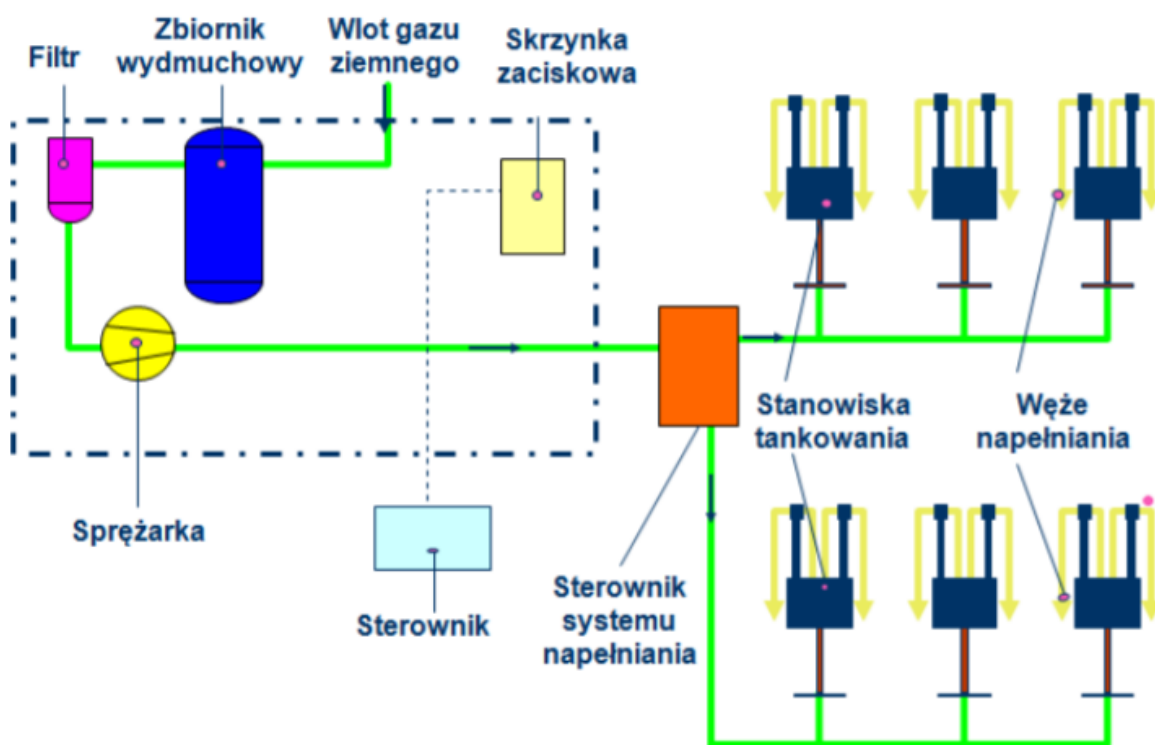 Filtr
Zbiornik
wydmuchowy
Wlot gazu
ziemnego
Skrzynka
zaciskowa
Stanowiska
tankowania
Węże
napełniania
Sprężarka
Sterownik
Sterownik
systemu
napełniania